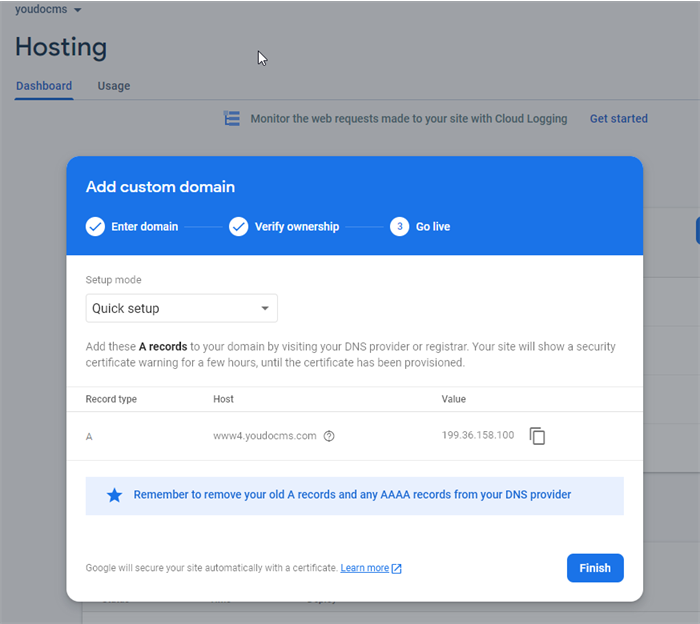 youdocms
Hosting
Dashboard Usage
Monitor the web requests made to your site with Cloud Logging Get started
Add custom domain
Enter domain Verify ownership 3 Go live
Setup mode
Quick setup
Add these A records to your domain by visiting your DNS provider or registrar. Your site will show a security
certificate warning for a few hours, until the certificate has been provisioned.
Record type Host Value
A www4.youdocms.com 199.36.158.100
Remember to remove your old A records and any AAAA records from your DNS provider
Google will secure your site automatically with a certificate. Learn more Finish